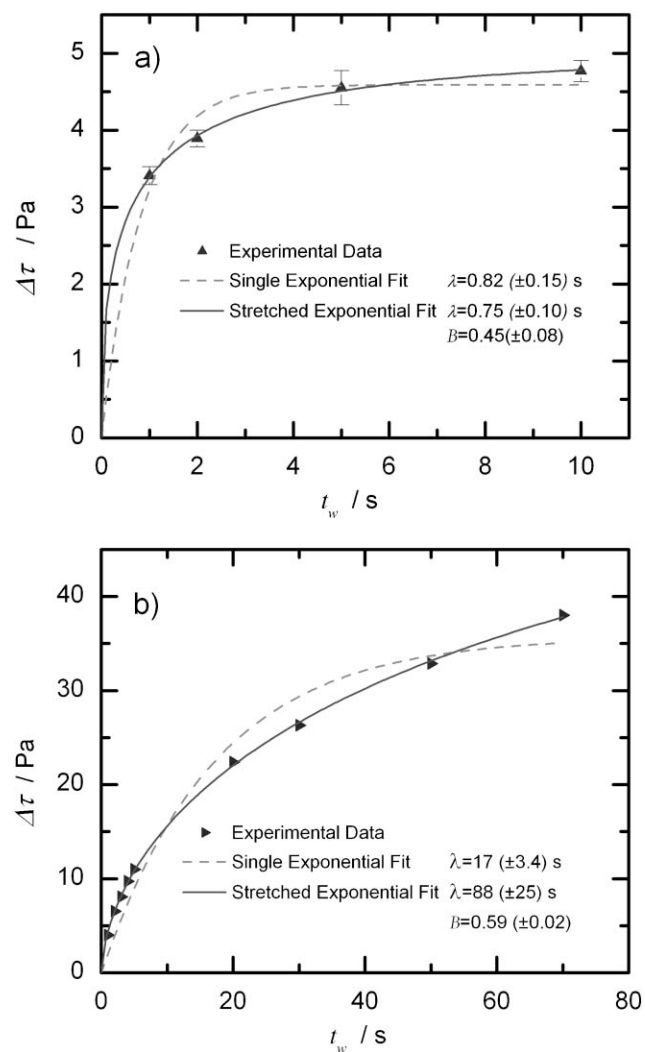 a)
5
4
3
2
1
0
Δτ / Pa
Experimental Data
Single Exponential Fit λ=0.82 (±0.15) s
Stretched Exponential Fit λ=0.75 (±0.10) s
B=0.45(±0.08)
0 2 4 6 8 10
t_w / s
b)
40
30
20
10
0
Δτ / Pa
Experimental Data
Single Exponential Fit λ=17 (±3.4) s
Stretched Exponential Fit λ=88 (±25) s
B=0.59 (±0.02)
0 20 40 60 80
t_w / s